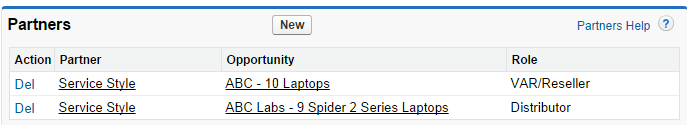 Partners New Partners Help ?
Action Partner Opportunity Role
Del Service Style ABC - 10 Laptops VAR/Reseller
Del Service Style ABC Labs - 9 Spider 2 Series Laptops Distributor